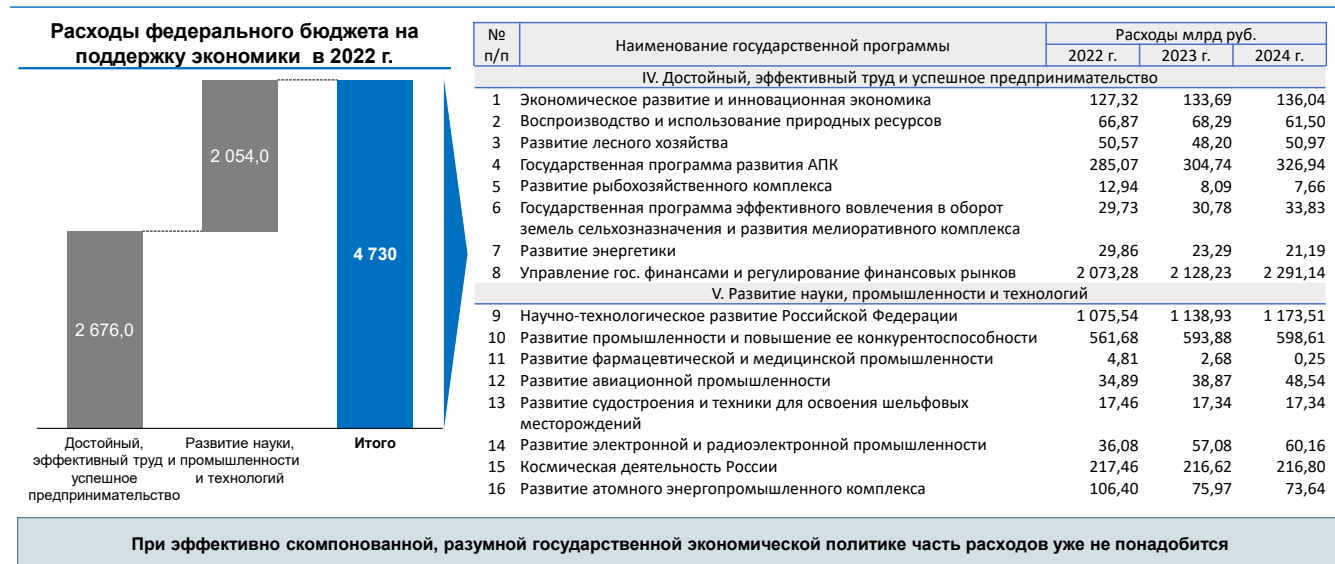 Расходы федерального бюджета на
поддержку экономики в 2022 г.
2 054,0
4 730
2 676,0
Достойный,
эффективный труд и
успешное
предпринимательство
Развитие науки,
промышленности
и технологий
Итого
№
п/п
Наименование государственной программы
Расходы млрд руб.
2022 г. 2023 г. 2024 г.
IV. Достойный, эффективный труд и успешное предпринимательство
1 Экономическое развитие и инновационная экономика 127,32 133,69 136,04
2 Воспроизводство и использование природных ресурсов 66,87 68,29 61,50
3 Развитие лесного хозяйства 50,57 48,20 50,97
4 Государственная программа развития АПК 285,07 304,74 326,94
5 Развитие рыбохозяйственного комплекса 12,94 8,09 7,66
6 Государственная программа эффективного вовлечения в оборот 29,73 30,78 33,83
земель сельхозназначения и развития мелиоративного комплекса
7 Развитие энергетики 29,86 23,29 21,19
8 Управление гос. финансами и регулирование финансовых рынков 2 073,28 2 128,23 2 291,14
V. Развитие науки, промышленности и технологий
9 Научно-технологическое развитие Российской Федерации 1 075,54 1 138,93 1 173,51
10 Развитие промышленности и повышение ее конкурентоспособности 561,68 593,88 598,61
11 Развитие фармацевтической и медицинской промышленности 4,81 2,68 0,25
12 Развитие авиационной промышленности 34,89 38,87 48,54
13 Развитие судостроения и техники для освоения шельфовых 17,46 17,34 17,34
месторождений
14 Развитие электронной и радиоэлектронной промышленности 36,08 57,08 60,16
15 Космическая деятельность России 217,46 216,62 216,80
16 Развитие атомного энергопромышленного комплекса 106,40 75,97 73,64
При эффективно скомпонованной, разумной государственной экономической политике часть расходов уже не понадобится